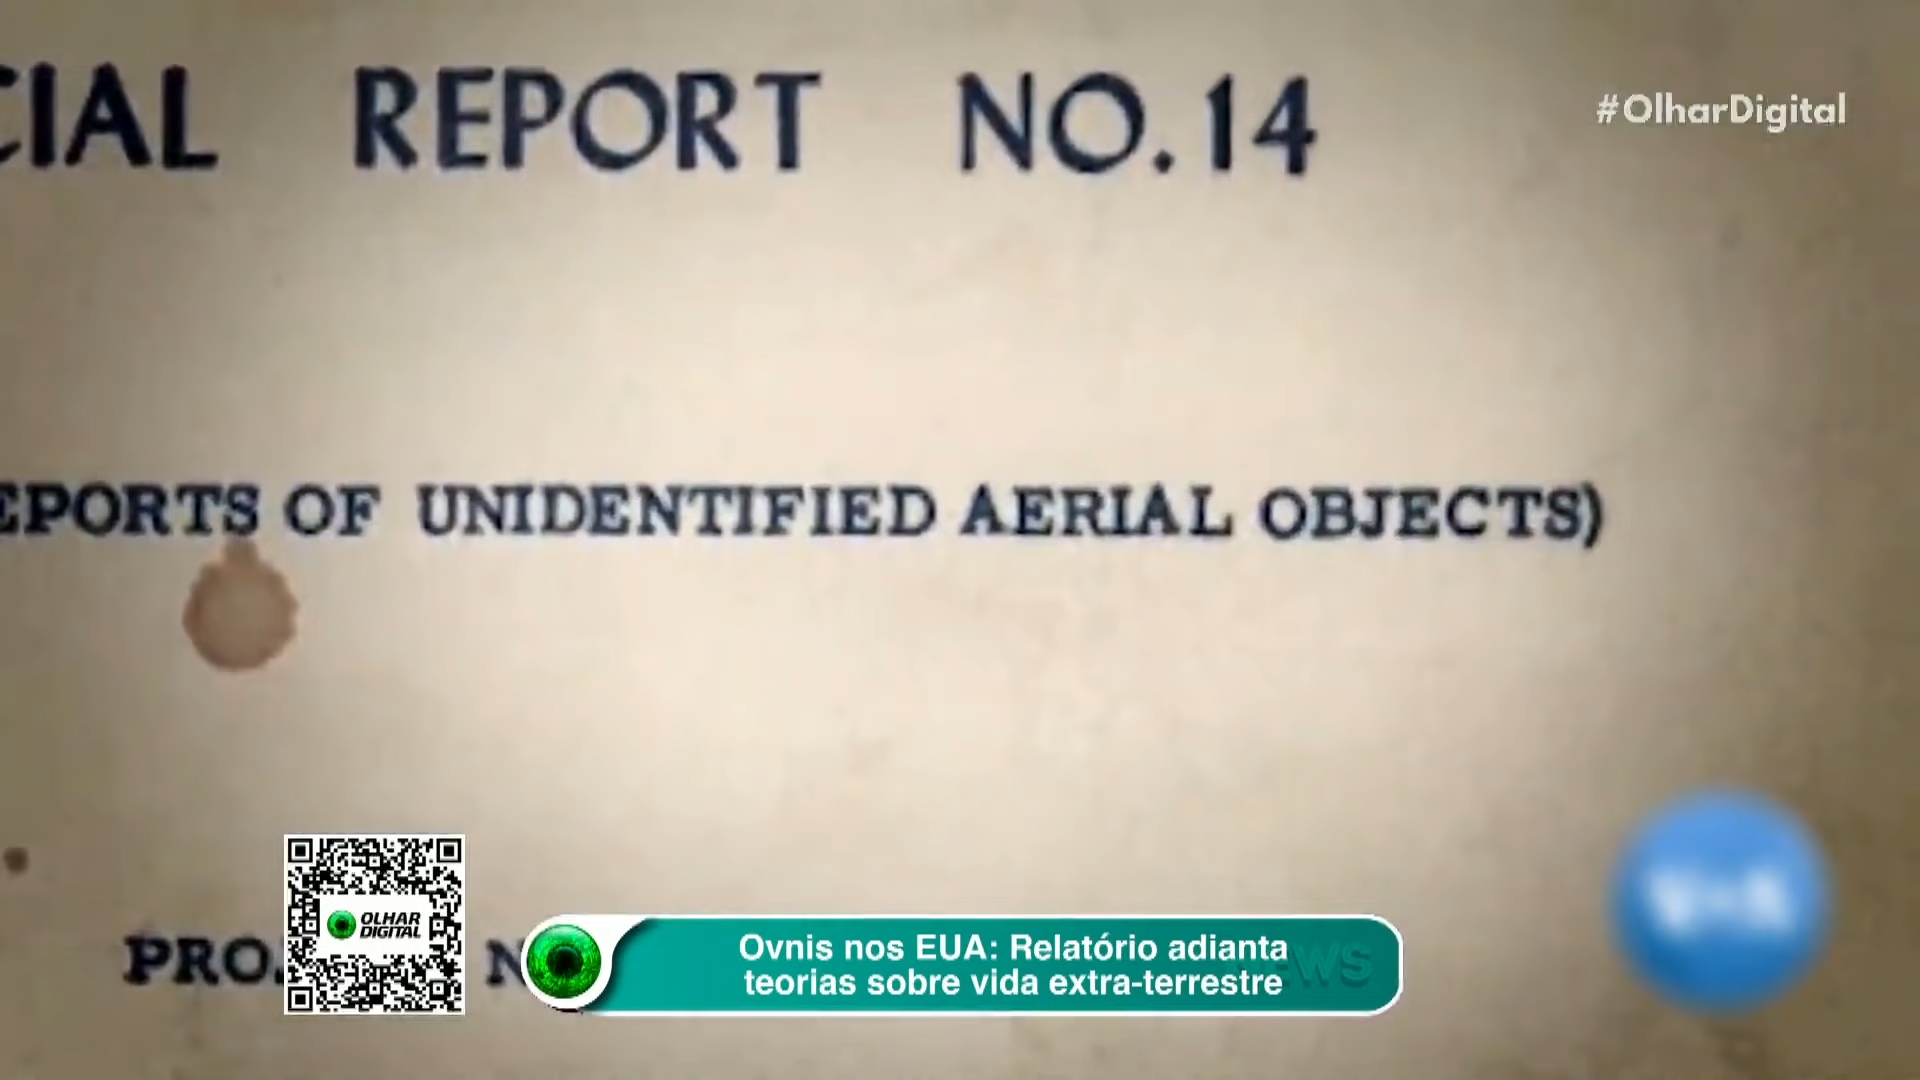 CIAL REPORT NO.14
#OlharDigital
EPORTS OF UNIDENTIFIED AERIAL OBJECTS)
OLHAR
DIGITAL
Ovnis nos EUA: Relatório adianta
teorias sobre vida extra-terrestre